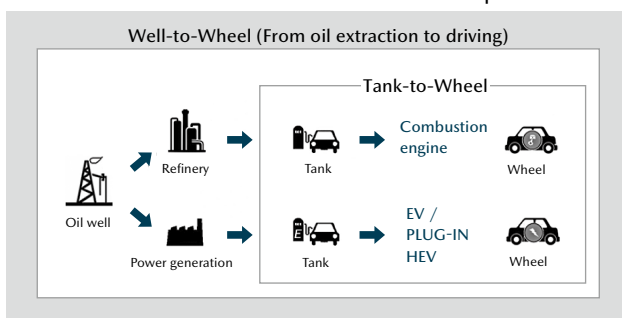 Well-to-Wheel (From oil extraction to driving)
Tank-to-Wheel
Combustion
engine
Refinery
Tank
Wheel
Oil well
EV /
PLUG-IN
HEV
Power generation
Tank
Wheel
E